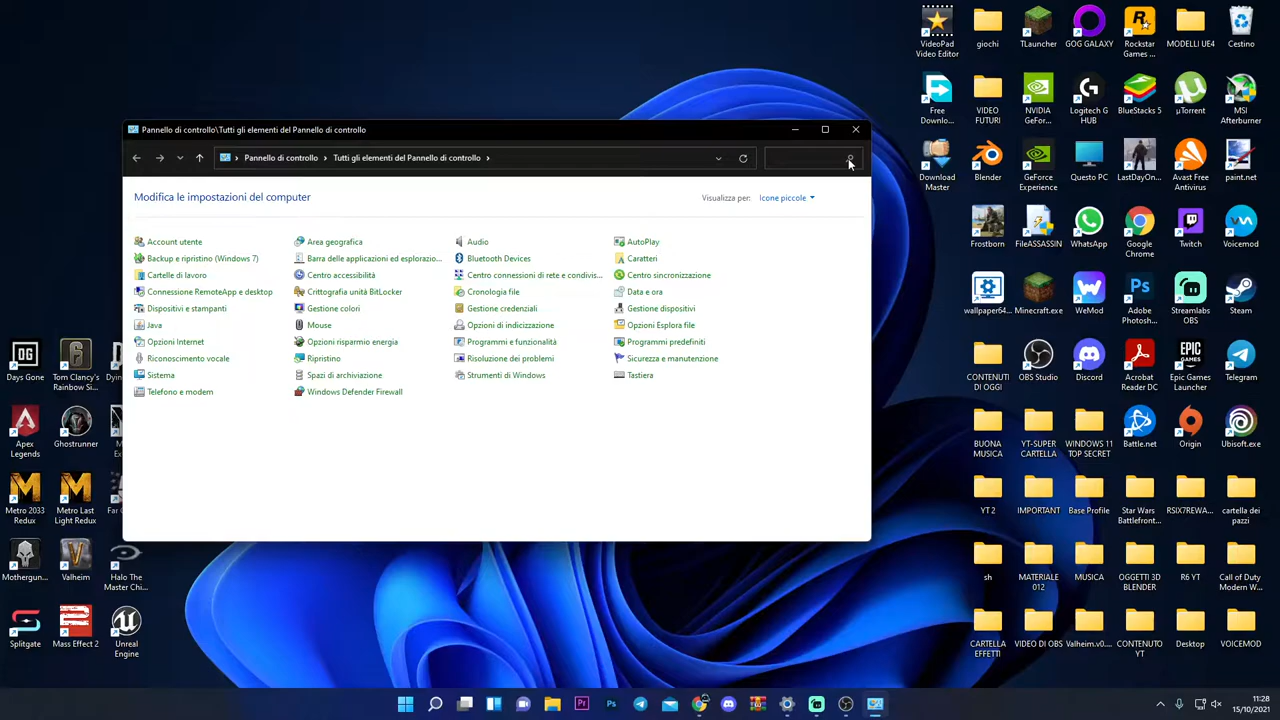 VideoPad Video Editor
giochi
TLauncher
GOG GALAXY
Rockstar Games ...
MODELLI UE4
Cestino
Free Downlo...
VIDEO FUTURI
NVIDIA GeFor...
Logitech G HUB
BlueStacks 5
µTorrent
MSI Afterburner
Pannello di controllo\Tutti gli elementi del Pannello di controllo
Pannello di controllo
Tutti gli elementi del Pannello di controllo
Download Master
Blender
GeForce Experience
Questo PC
LastDayOn...
Avast Free Antivirus
paint.net
Modifica le impostazioni del computer
Visualizza per:
Icone piccole
Frostborn
FileASSASSIN
WhatsApp
Google Chrome
Twitch
Voicemod
Account utente
Area geografica
Audio
AutoPlay
Backup e ripristino (Windows 7)
Barra delle applicazioni ed esplorazio...
Bluetooth Devices
Caratteri
Cartelle di lavoro
Centro accessibilità
Centro connessioni di rete e condivis...
Centro sincronizzazione
Connessione RemoteApp e desktop
Crittografia unità BitLocker
Cronologia file
Data e ora
Dispositivi e stampanti
Gestione colori
Gestione credenziali
Gestione dispositivi
Java
Mouse
Opzioni di indicizzazione
Opzioni Esplora file
Opzioni Internet
Opzioni risparmio energia
Programmi e funzionalità
Programmi predefiniti
Riconoscimento vocale
Ripristino
Risoluzione dei problemi
Sicurezza e manutenzione
Sistema
Spazi di archiviazione
Strumenti di Windows
Tastiera
Telefono e modem
Windows Defender Firewall
wallpaper64...
Minecraft.exe
WeMod
Adobe Photosh...
Streamlabs OBS
Steam
Days Gone
Tom Clancy's Rainbow Si...
CONTENUTI DI OGGI
OBS Studio
Discord
Acrobat Reader DC
Epic Games Launcher
Telegram
Apex Legends
Ghostrunner
BUONA MUSICA
YT-SUPER CARTELLA
WINDOWS 11 TOP SECRET
Battle.net
Origin
Ubisoft.exe
Metro 2033 Redux
Metro Last Light Redux
YT 2
IMPORTANT
Base Profile
Star Wars Battlefront...
RSIX7REWA...
cartella dei pazzi
Mothergun...
Valheim
Halo The Master Chi...
sh
MATERIALE 012
MUSICA
OGGETTI 3D BLENDER
R6 YT
Call of Duty Modern W...
Splitgate
Mass Effect 2
Unreal Engine
CARTELLA EFFETTI
VIDEO DI OBS
Valheim.v0....
CONTENUTO YT
Desktop
VOICEMOD
11:28
15/10/2021